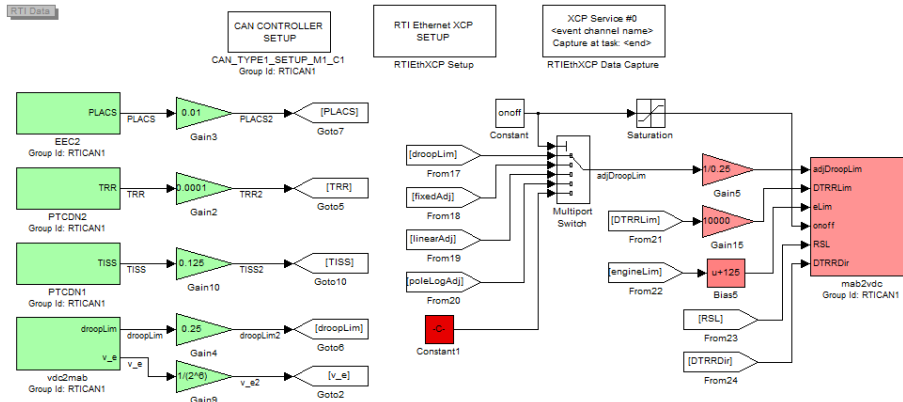 RTI Data
CAN CONTROLLER
SETUP
CAN_TYPE1_SETUP_M1_C1
Group Id: RTICAN1
RTI Ethernet XCP
SETUP
RTIEthXCP Setup
XCP Service #0
<event channel name>
Capture at task: <end>
RTIEthXCP Data Capture
PLACS
EEC2
Group Id: RTICAN1
PLACS
0.01
Gain3
PLACS2
[PLACS]
Goto7
TRR
PTCDN2
Group Id: RTICAN1
TRR
0.0001
Gain2
TRR2
[TRR]
Goto5
TISS
PTCDN1
Group Id: RTICAN1
TISS
0.125
Gain10
TISS2
[TISS]
Goto10
droopLim
v_e
vdc2mab
Group Id: RTICAN1
droopLim
0.25
Gain4
droopLim2
[droopLim]
Goto6
v_e
1/(2^6)
Gain9
v_e2
[v_e]
Goto2
onoff
Constant
Saturation
[droopLim]
From17
[fixedAdj]
From18
[linearAdj]
From19
[poleLogAdj]
From20
-C-
Constant1
Multiport
Switch
adjDroopLim
1/0.25
Gain5
[DTRRLim]
From21
10000
Gain15
[engineLim]
From22
u+125
Bias5
[RSL]
From23
[DTRRDir]
From24
adjDroopLim
DTRRLim
eLim
onoff
RSL
DTRRDir
mab2vdc
Group Id: RTICAN1